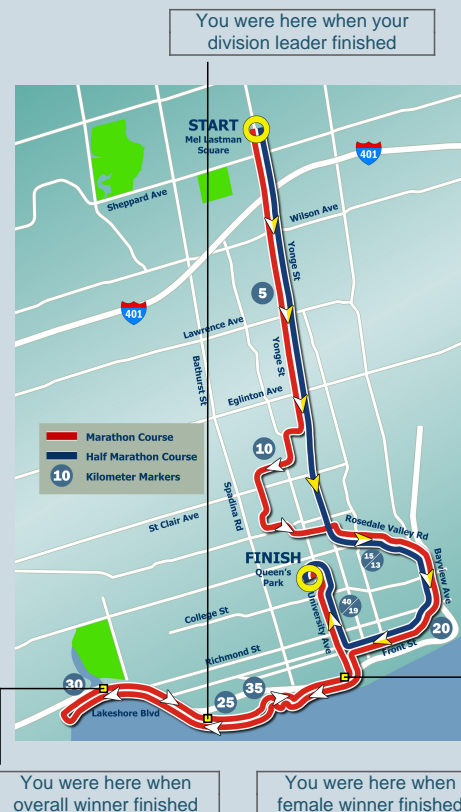 You were here when your
division leader finished
START
Mel Lastman
Square
401
Sheppard Ave
Wilson Ave
Yonge St
5
401
Lawrence Ave
Yonge St
Bathurst St
Eglinton Ave
Marathon Course
Half Marathon Course
10
Kilometer Markers
10
Spadina Rd
St Clair Ave
Rosedale Valley Rd
FINISH
Queen's
Park
15/13
Bayview Ave
University Ave
40/19
College St
20
Front St
Richmond St
30
25
35
Lakeshore Blvd
You were here when
overall winner finished
You were here when
female winner finished